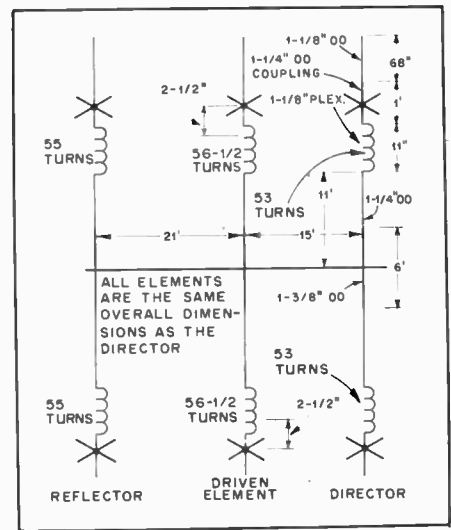 1-1/8" OD
1-1/4" OD
COUPLING
1-1/8" PLEX.
68"
1'
11"
2-1/2"
55
TURNS
56-1/2
TURNS
53
TURNS
11'
1-1/4" OD
21'
15'
6'
1-3/8" OD
ALL ELEMENTS
ARE THE SAME
OVERALL DIMEN-
SIONS AS THE
DIRECTOR
53
TURNS
55
TURNS
56-1/2
TURNS
2-1/2"
REFLECTOR
DRIVEN
ELEMENT
DIRECTOR